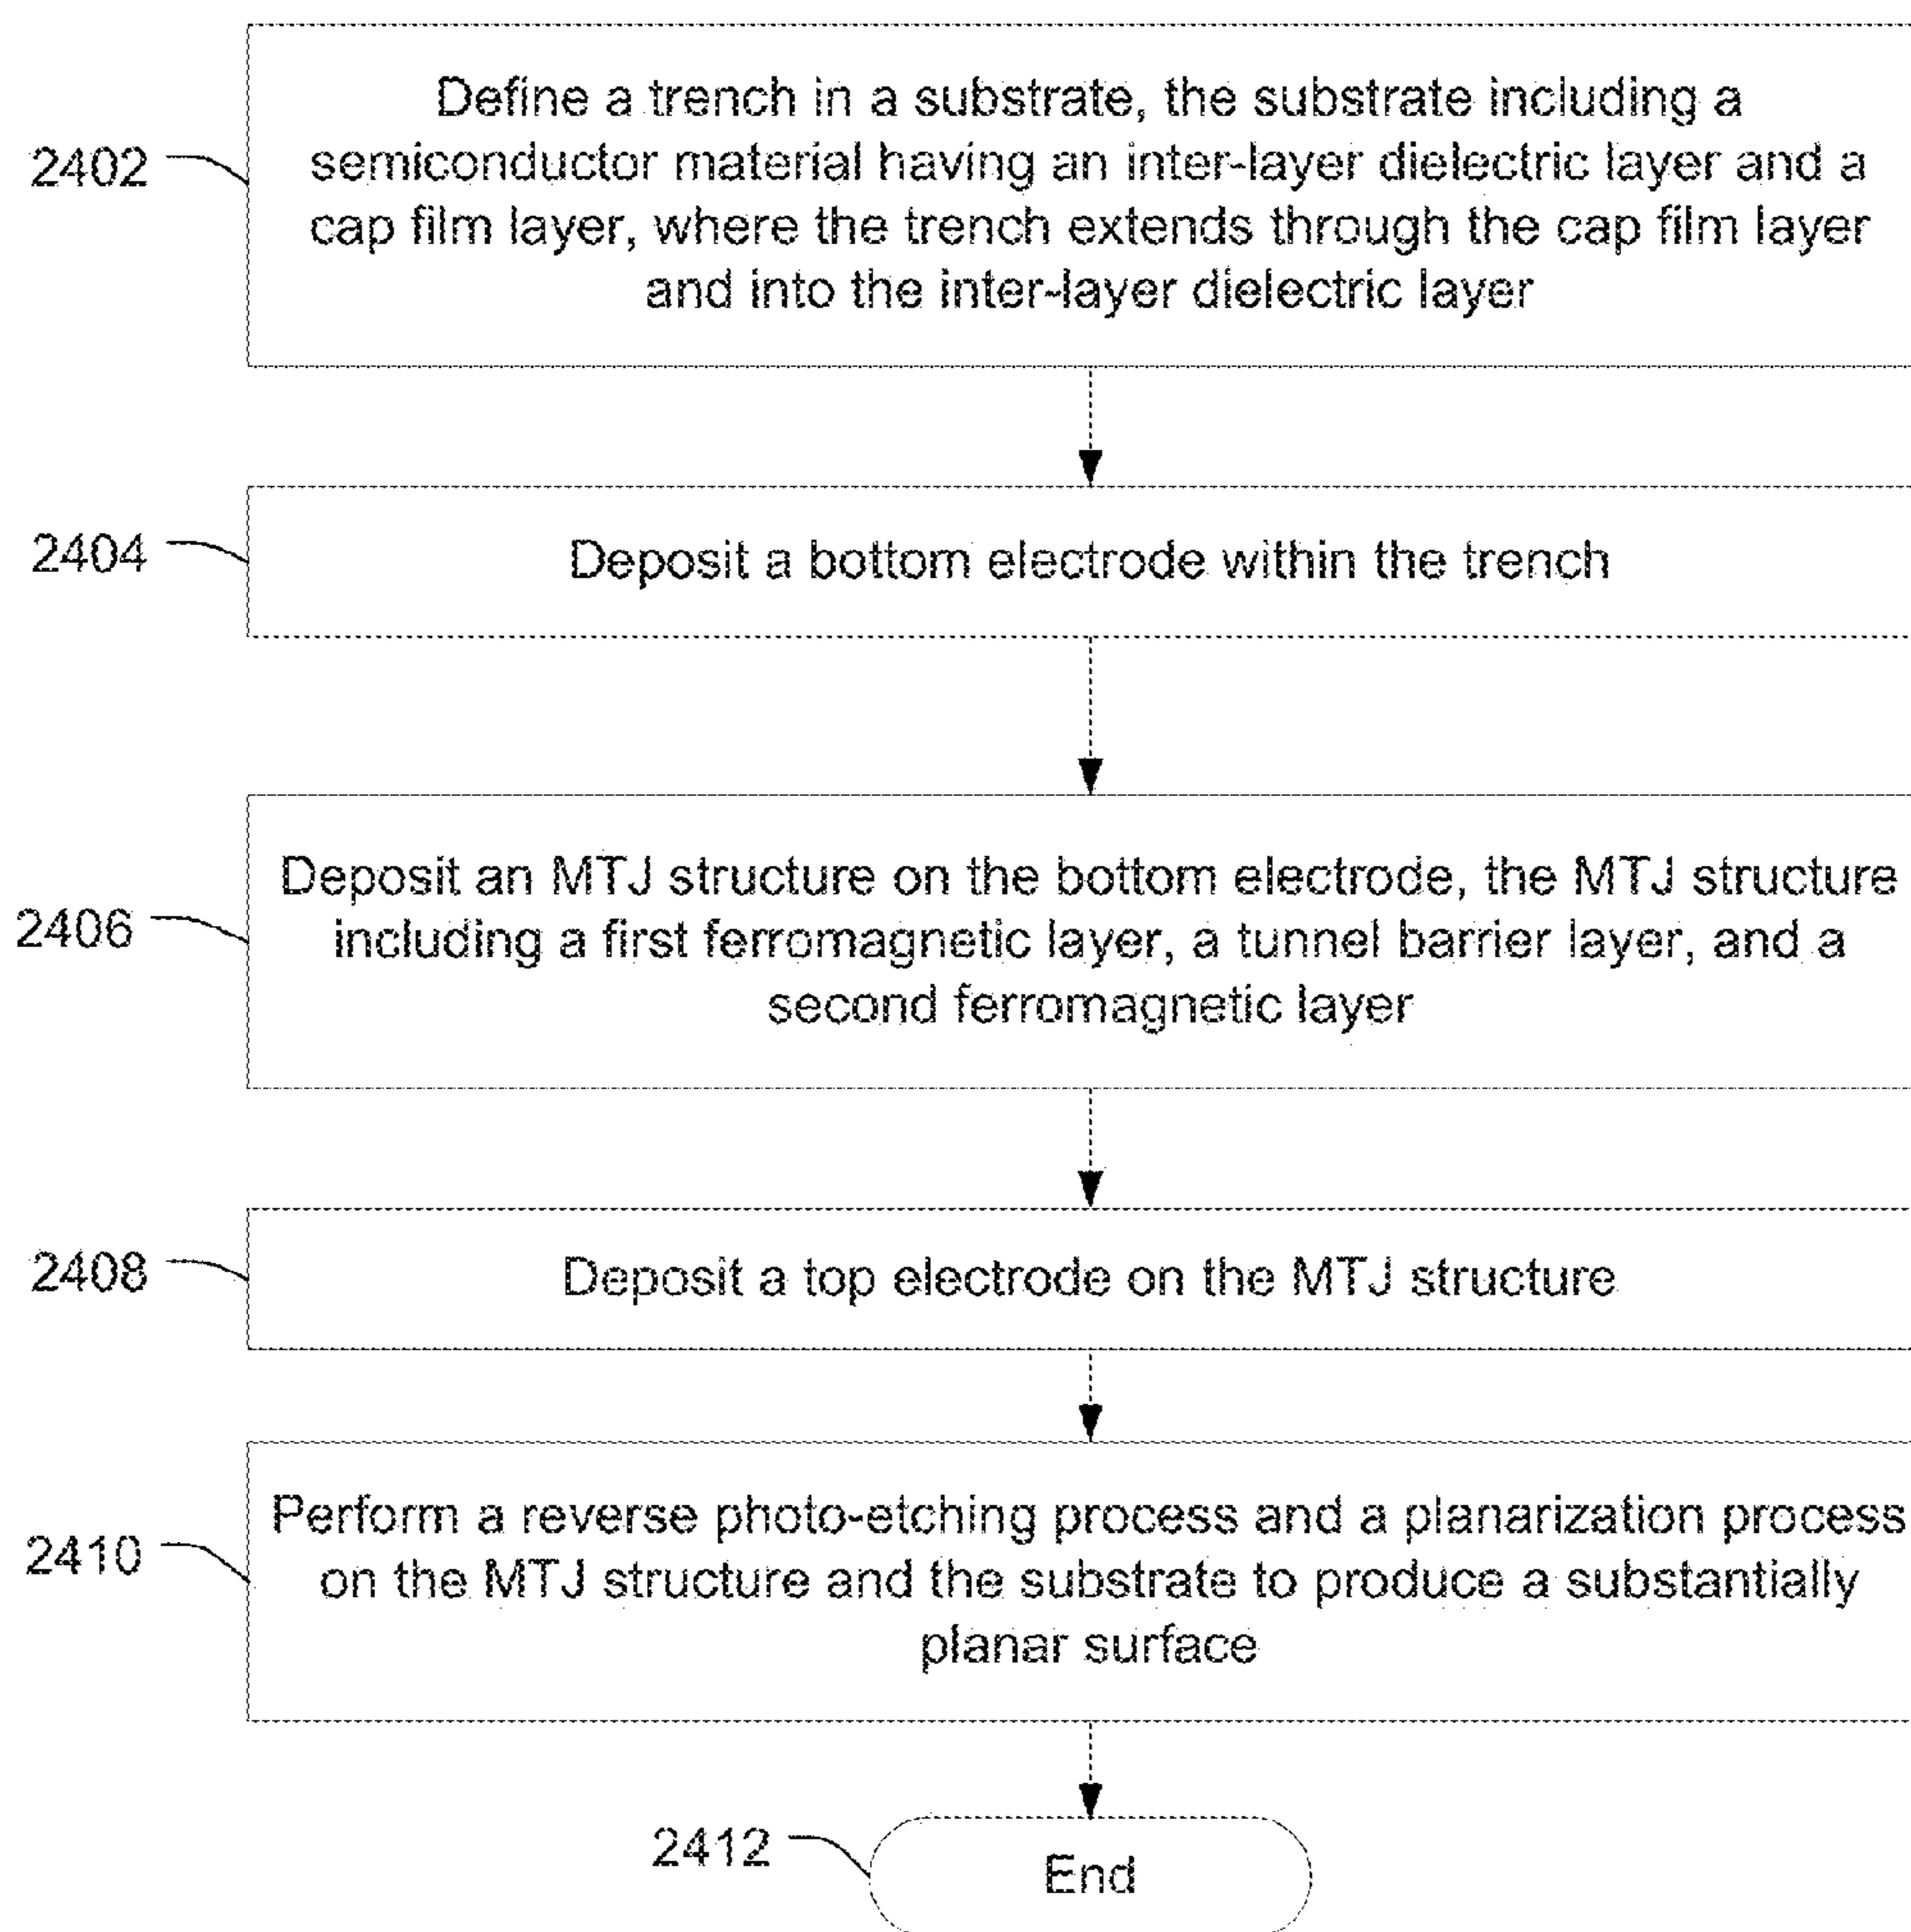 2402
Define a trench in a substrate, the substrate including a
semiconductor material having an inter-layer dielectric layer and a
cap film layer, where the trench extends through the cap film layer
and into the inter-layer dielectric layer
2404
Deposit a bottom electrode within the trench
2406
Deposit an MTJ structure on the bottom electrode, the MTJ structure
including a first ferromagnetic layer, a tunnel barrier layer, and a
second ferromagnetic layer
2408
Deposit a top electrode on the MTJ structure
2410
Perform a reverse photo-etching process and a planarization process
on the MTJ structure and the substrate to produce a substantially
planar surface
2412
End